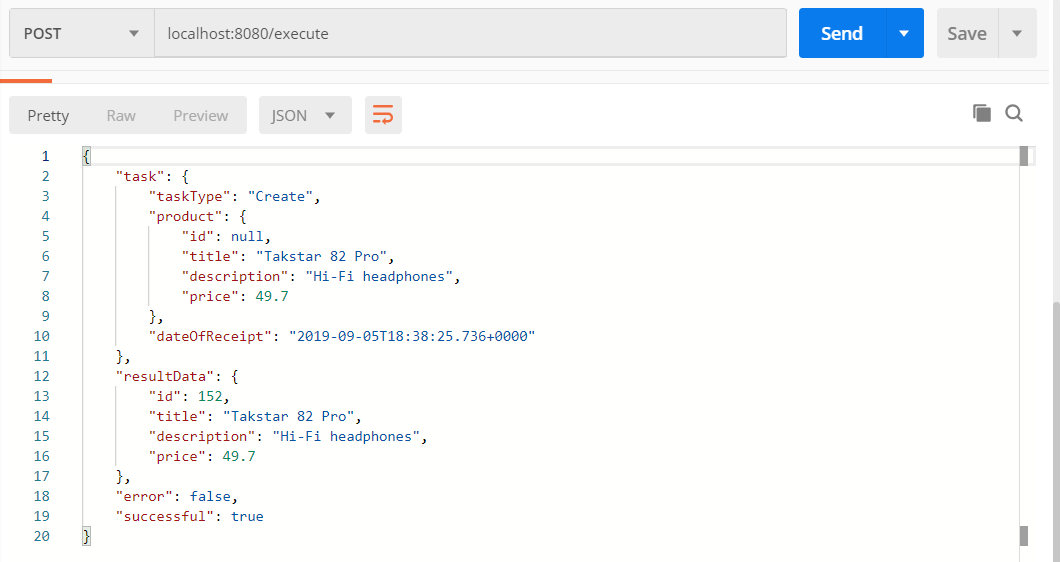 POST localhost:8080/execute Send Save
Pretty Raw Preview JSON
1 {
2 "task": {
3 "taskType": "Create",
4 "product": {
5 "id": null,
6 "title": "Takstar 82 Pro",
7 "description": "Hi-Fi headphones",
8 "price": 49.7
9 },
10 "dateOfReceipt": "2019-09-05T18:38:25.736+0000"
11 },
12 "resultData": {
13 "id": 152,
14 "title": "Takstar 82 Pro",
15 "description": "Hi-Fi headphones",
16 "price": 49.7
17 },
18 "error": false,
19 "successful": true
20 }